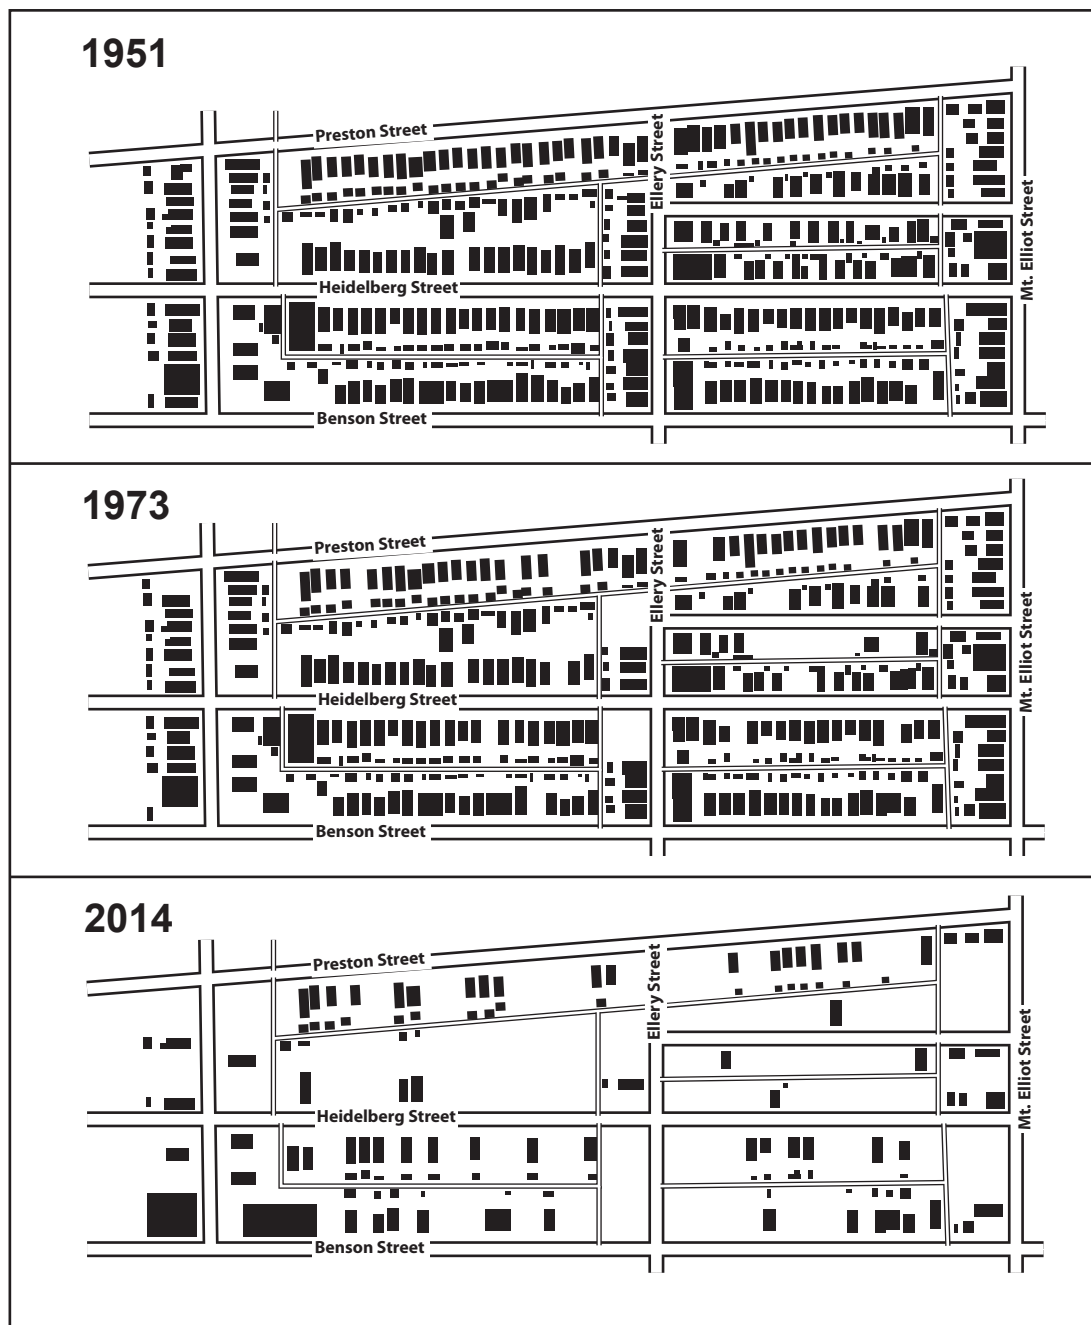 1951
Preston Street
Ellery Street
Mt. Elliot Street
Heidelberg Street
Benson Street
1973
Preston Street
Ellery Street
Mt. Elliot Street
Heidelberg Street
Benson Street
2014
Preston Street
Ellery Street
Mt. Elliot Street
Heidelberg Street
Benson Street